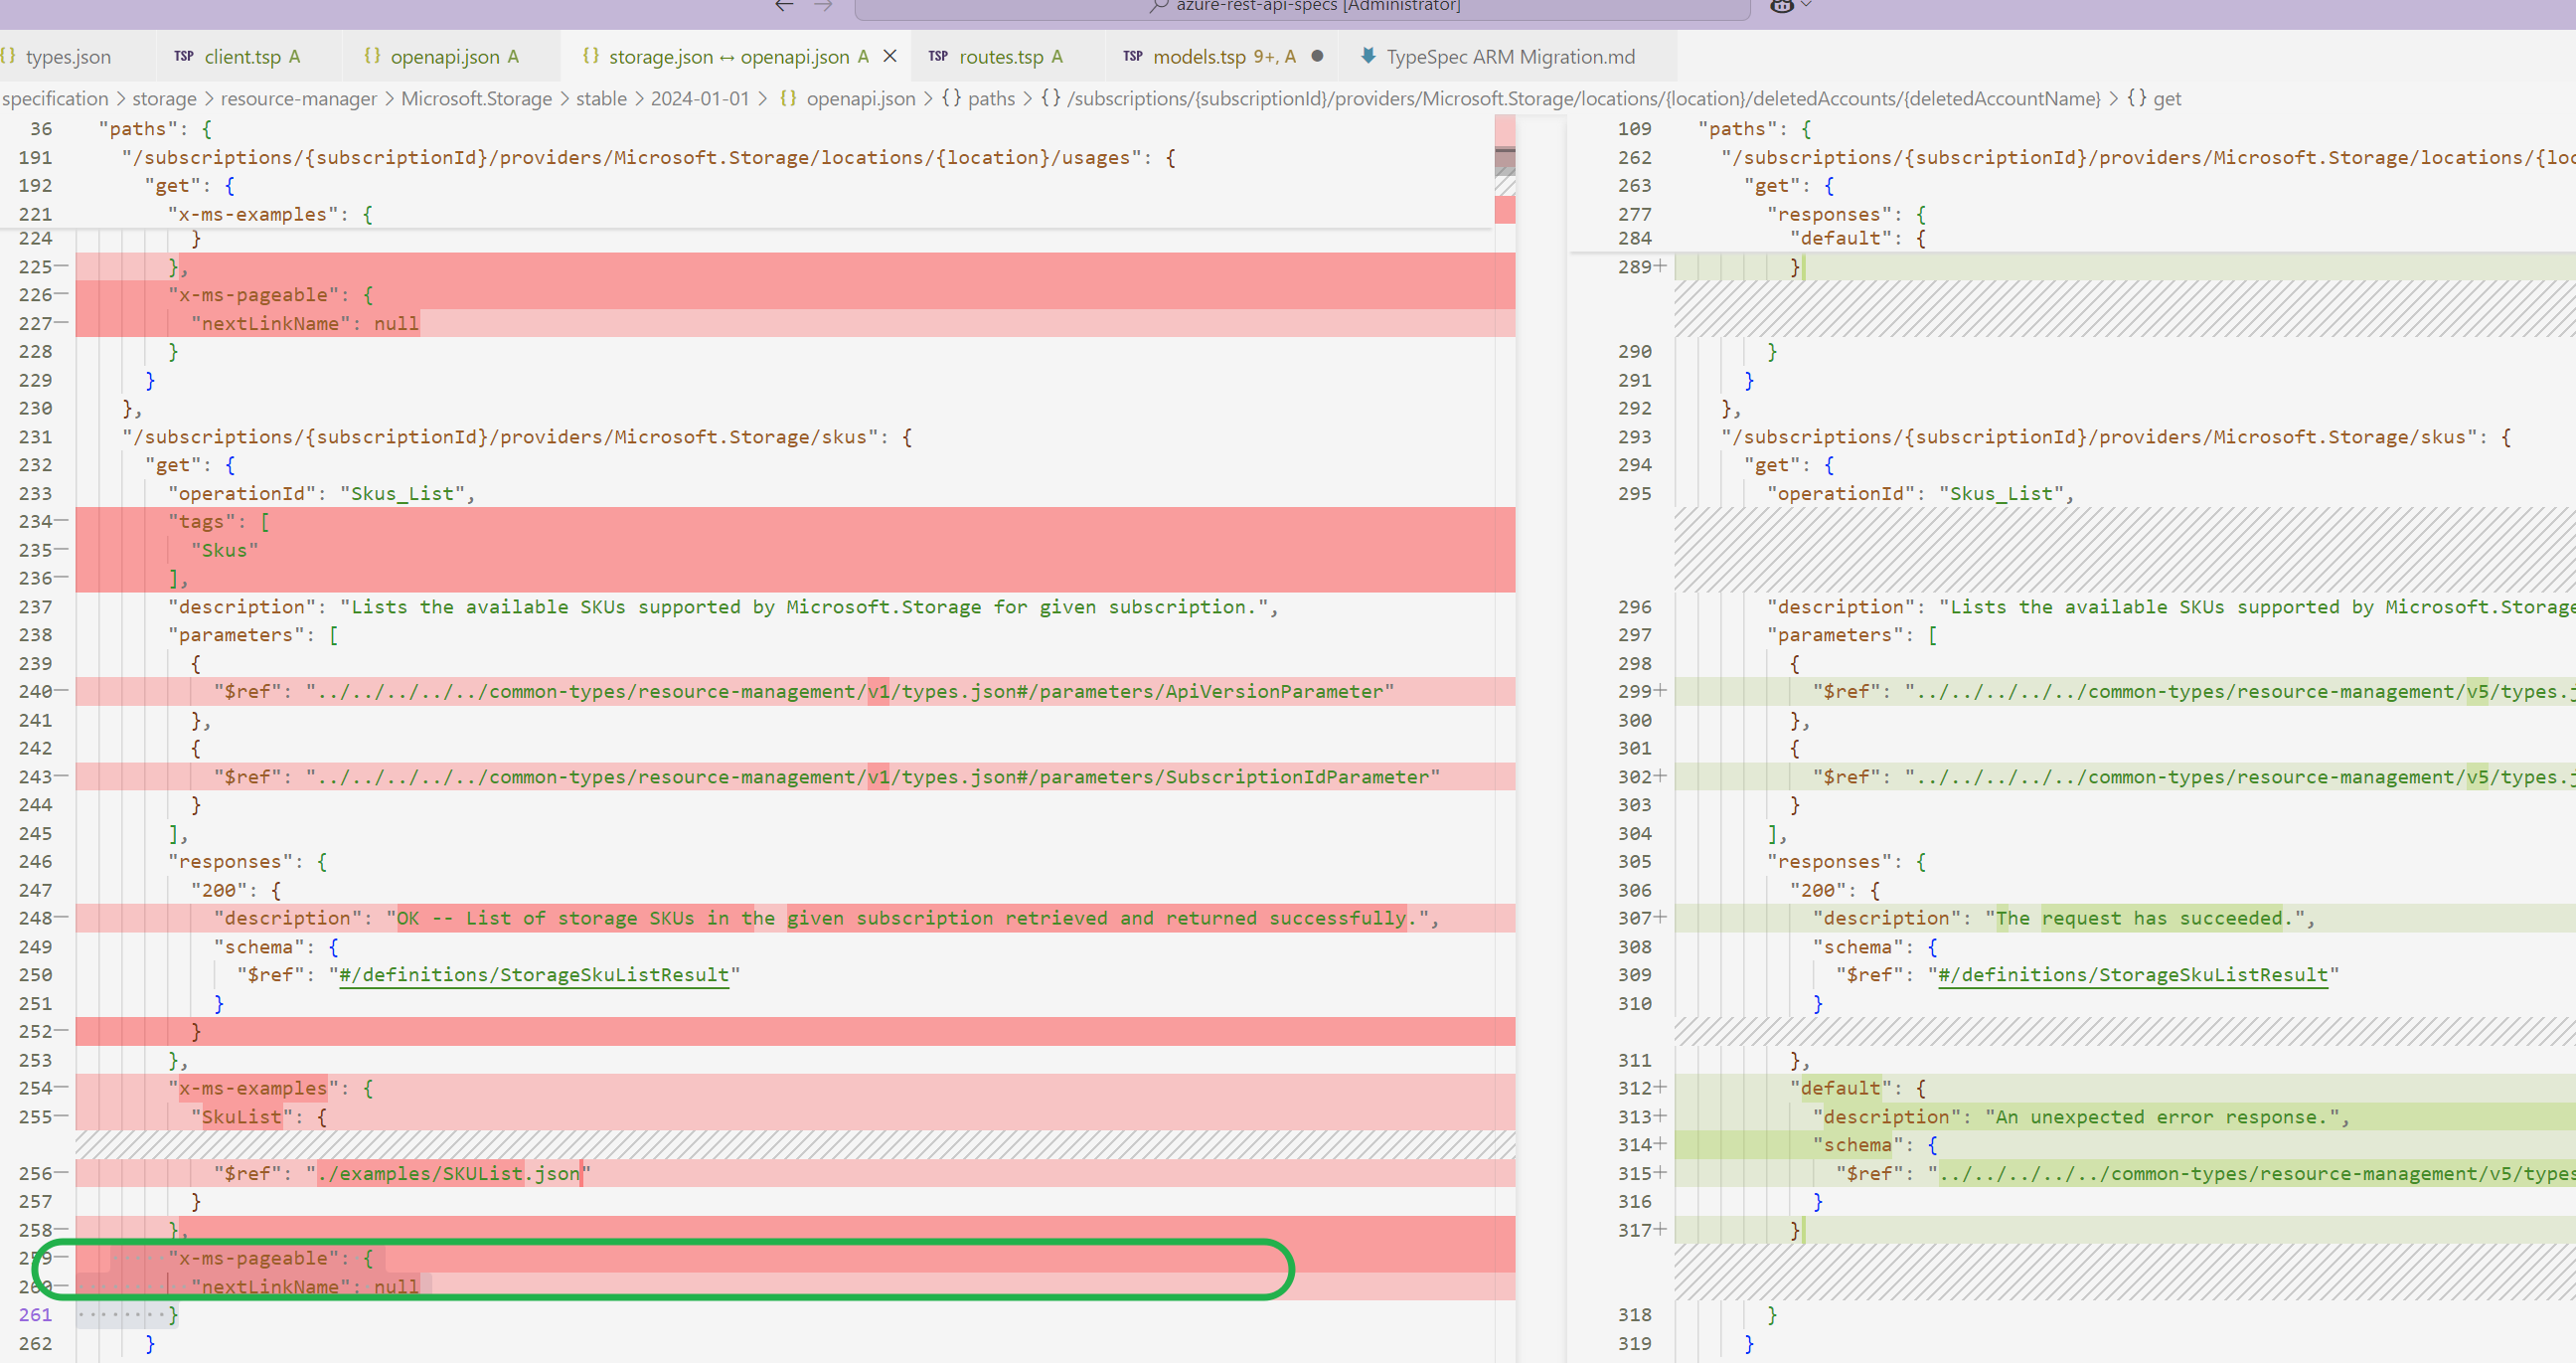 azure-rest-api-specs [Administrator]
{} types.json
TSP client.tsp A
{} openapi.json A
{} storage.json ↔ openapi.json A ×
TSP routes.tsp A
TSP models.tsp 9+, A ●
TypeSpec ARM Migration.md
specification > storage > resource-manager > Microsoft.Storage > stable > 2024-01-01 > {} openapi.json > {} paths > {} /subscriptions/{subscriptionId}/providers/Microsoft.Storage/locations/{location}/deletedAccounts/{deletedAccountName} > {} get
36 "paths": {
191 "/subscriptions/{subscriptionId}/providers/Microsoft.Storage/locations/{location}/usages": {
192 "get": {
221 "x-ms-examples": {
224 }
225— },
226— "x-ms-pageable": {
227— "nextLinkName": null
228 }
229 }
230 },
231 "/subscriptions/{subscriptionId}/providers/Microsoft.Storage/skus": {
232 "get": {
233 "operationId": "Skus_List",
234— "tags": [
235— "Skus"
236— ],
237 "description": "Lists the available SKUs supported by Microsoft.Storage for given subscription.",
238 "parameters": [
239 {
240— "$ref": "../../../../../common-types/resource-management/v1/types.json#/parameters/ApiVersionParameter"
241 },
242 {
243— "$ref": "../../../../../common-types/resource-management/v1/types.json#/parameters/SubscriptionIdParameter"
244 }
245 ],
246 "responses": {
247 "200": {
248— "description": "OK -- List of storage SKUs in the given subscription retrieved and returned successfully.",
249 "schema": {
250 "$ref": "#/definitions/StorageSkuListResult"
251 }
252— }
253 },
254— "x-ms-examples": {
255— "SkuList": {
256— "$ref": "./examples/SKUList.json"
257 }
258— },
259— "x-ms-pageable": {
260— "nextLinkName": null
261 }
262 }
109 "paths": {
262 "/subscriptions/{subscriptionId}/providers/Microsoft.Storage/locations/{loc
263 "get": {
277 "responses": {
284 "default": {
289+ }
290 }
291 }
292 },
293 "/subscriptions/{subscriptionId}/providers/Microsoft.Storage/skus": {
294 "get": {
295 "operationId": "Skus_List",
296 "description": "Lists the available SKUs supported by Microsoft.Storage
297 "parameters": [
298 {
299+ "$ref": "../../../../../common-types/resource-management/v5/types.j
300 },
301 {
302+ "$ref": "../../../../../common-types/resource-management/v5/types.j
303 }
304 ],
305 "responses": {
306 "200": {
307+ "description": "The request has succeeded.",
308 "schema": {
309 "$ref": "#/definitions/StorageSkuListResult"
310 }
311 },
312+ "default": {
313+ "description": "An unexpected error response.",
314+ "schema": {
315+ "$ref": "../../../../../common-types/resource-management/v5/types
316 }
317+ }
318 }
319 }